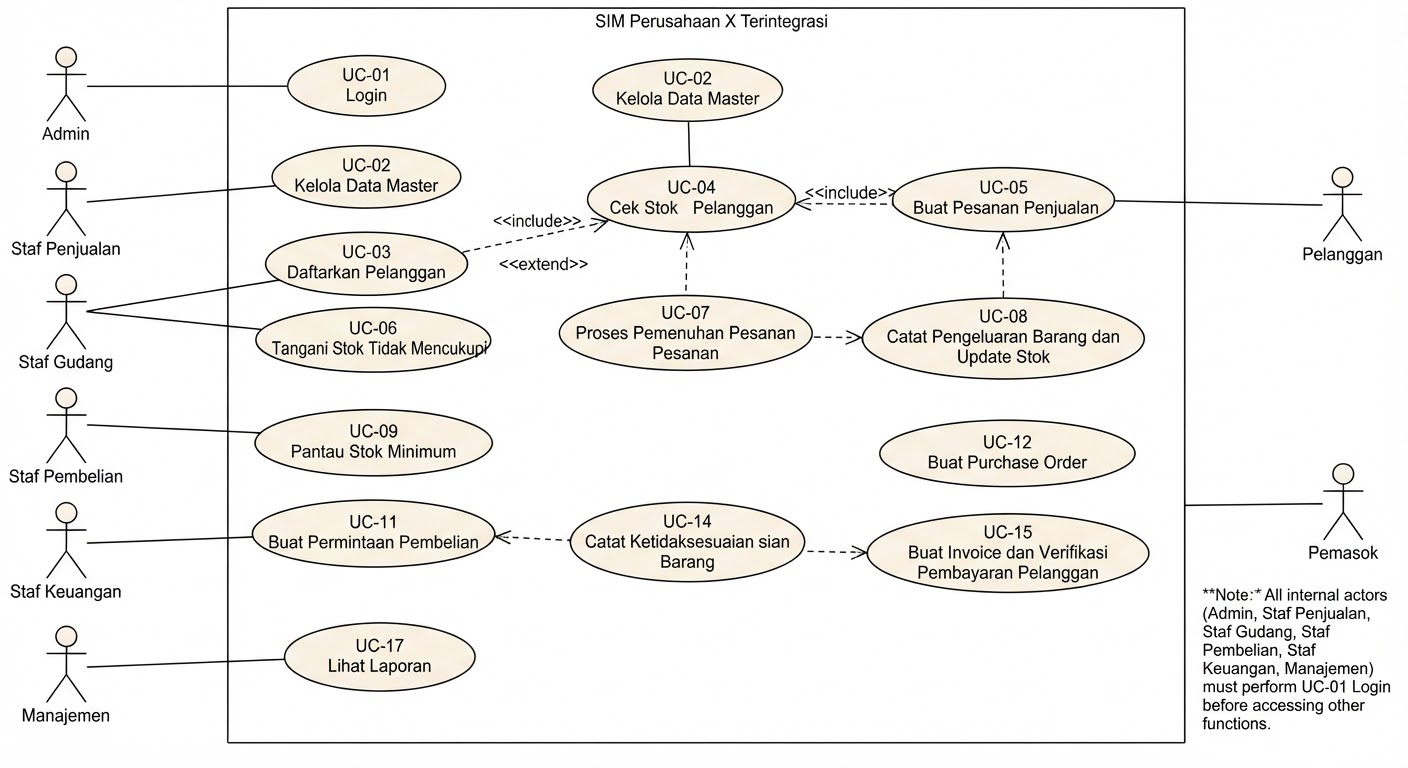 SIM Perusahaan X Terintegrasi
Admin
UC-01
Login
UC-02
Kelola Data Master
Staf Penjualan
UC-02
Kelola Data Master
UC-04
Cek Stok Pelanggan
<<include>>
UC-05
Buat Pesanan Penjualan
Pelanggan
<<include>>
<<extend>>
UC-03
Daftarkan Pelanggan
Staf Gudang
UC-06
Tangani Stok Tidak Mencukupi
UC-07
Proses Pemenuhan Pesanan
Pesanan
UC-08
Catat Pengeluaran Barang dan
Update Stok
Staf Pembelian
UC-09
Pantau Stok Minimum
UC-12
Buat Purchase Order
Staf Keuangan
UC-11
Buat Permintaan Pembelian
UC-14
Catat Ketidaksesuaian sian
Barang
UC-15
Buat Invoice dan Verifikasi
Pembayaran Pelanggan
Pemasok
Manajemen
UC-17
Lihat Laporan
**Note:* All internal actors
(Admin, Staf Penjualan,
Staf Gudang, Staf
Pembelian, Staf
Keuangan, Manajemen)
must perform UC-01 Login
before accessing other
functions.